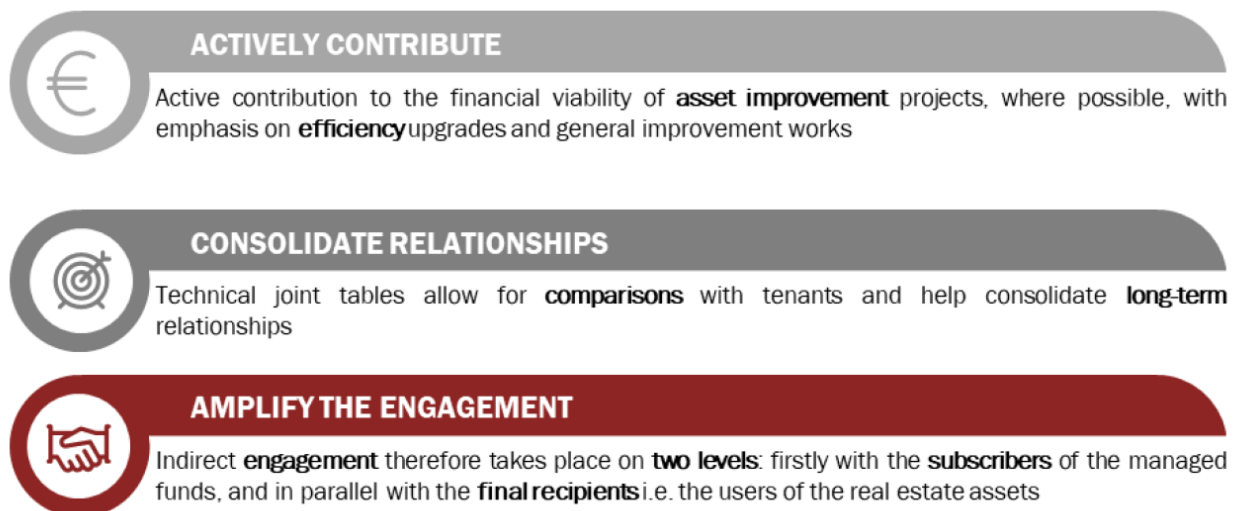 ACTIVELY CONTRIBUTE
Active contribution to the financial viability of asset improvement projects, where possible, with
emphasis on efficiency upgrades and general improvement works
CONSOLIDATE RELATIONSHIPS
Technical joint tables allow for comparisons with tenants and help consolidate long-term
relationships
AMPLIFY THE ENGAGEMENT
Indirect engagement therefore takes place on two levels: firstly with the subscribers of the managed
funds, and in parallel with the final recipients i.e. the users of the real estate assets